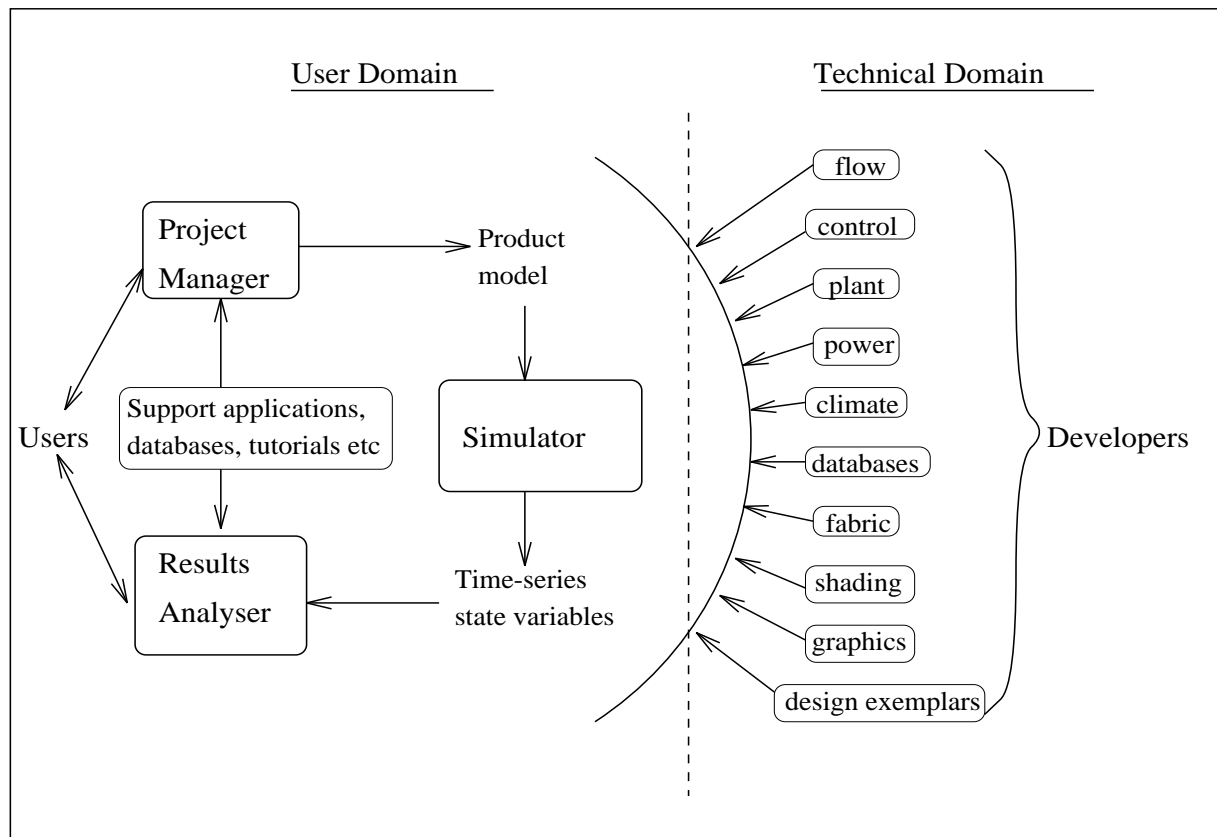 User Domain
Technical Domain
Project
Manager
Product
model
Users
Support applications,
databases, tutorials etc
Simulator
Results
Analyser
Time-series
state variables
flow
control
plant
power
climate
databases
fabric
shading
graphics
design exemplars
Developers